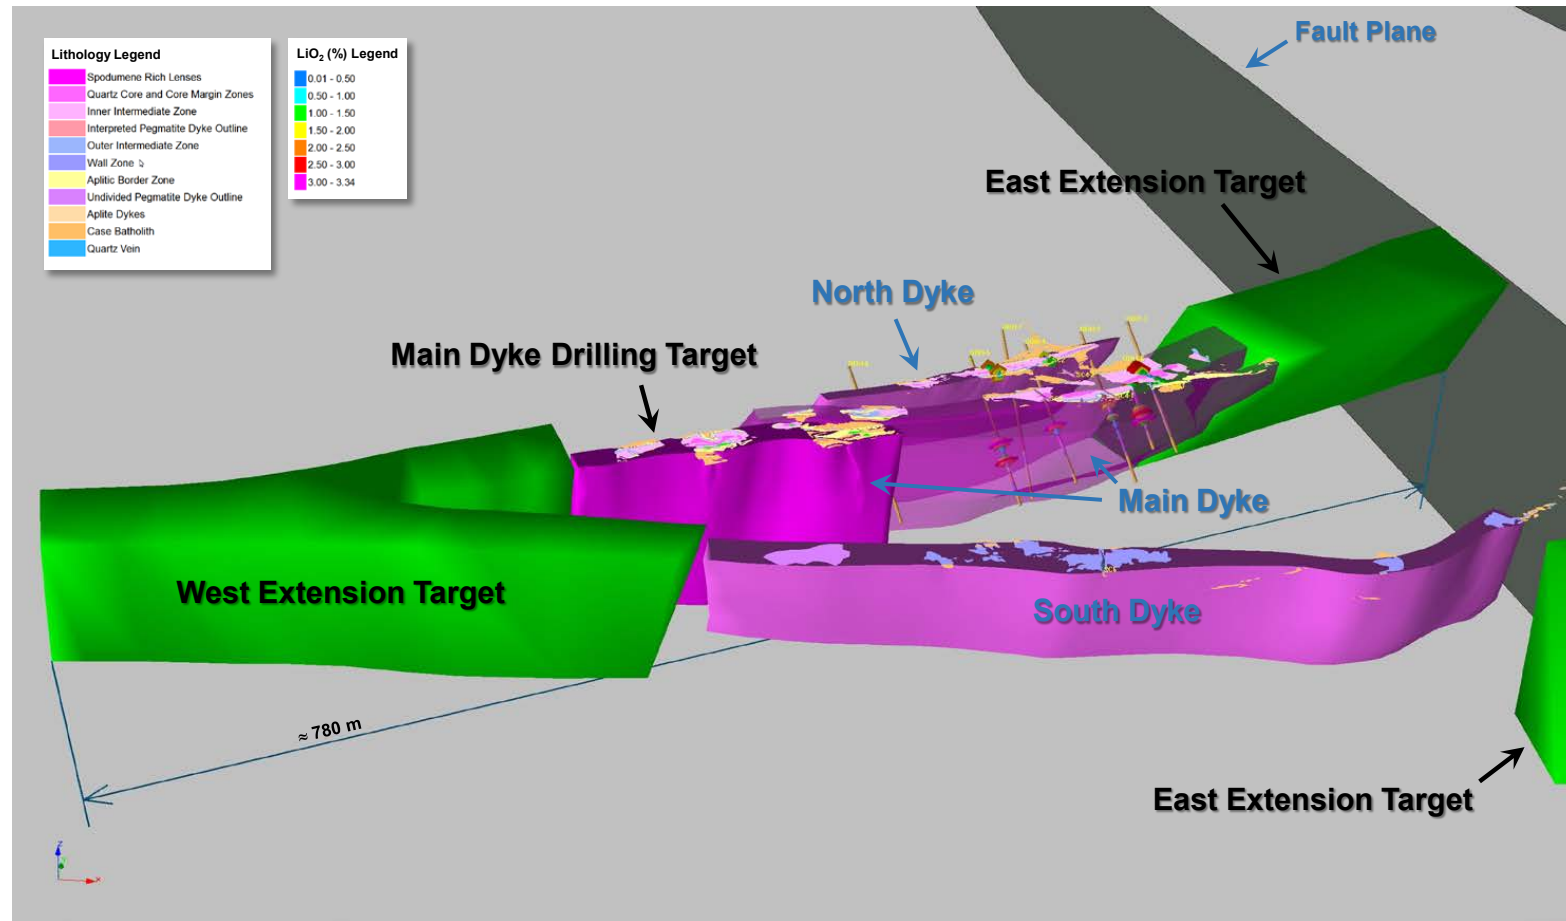 Lithology Legend
Spodumene Rich Lenses
Quartz Core and Core Margin Zones
Inner Intermediate Zone
Interpreted Pegmatite Dyke Outline
Outer Intermediate Zone
Wall Zone
Aplitic Border Zone
Undivided Pegmatite Dyke Outline
Aplite Dykes
Case Batholith
Quartz Vein
LiO₂ (%) Legend
0.01 - 0.50
0.50 - 1.00
1.00 - 1.50
1.50 - 2.00
2.00 - 2.50
2.50 - 3.00
3.00 - 3.34
Fault Plane
East Extension Target
North Dyke
Main Dyke Drilling Target
Main Dyke
West Extension Target
South Dyke
≈ 780 m
East Extension Target
Z
X